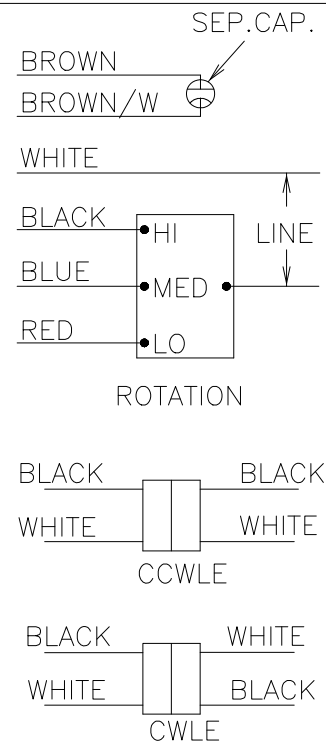 SEP.CAP.
BROWN
BROWN/W
WHITE
BLACK
HI
LINE
BLUE
MED
RED
LO
ROTATION
BLACK BLACK
WHITE WHITE
CCWLE
BLACK WHITE
WHITE BLACK
CWLE